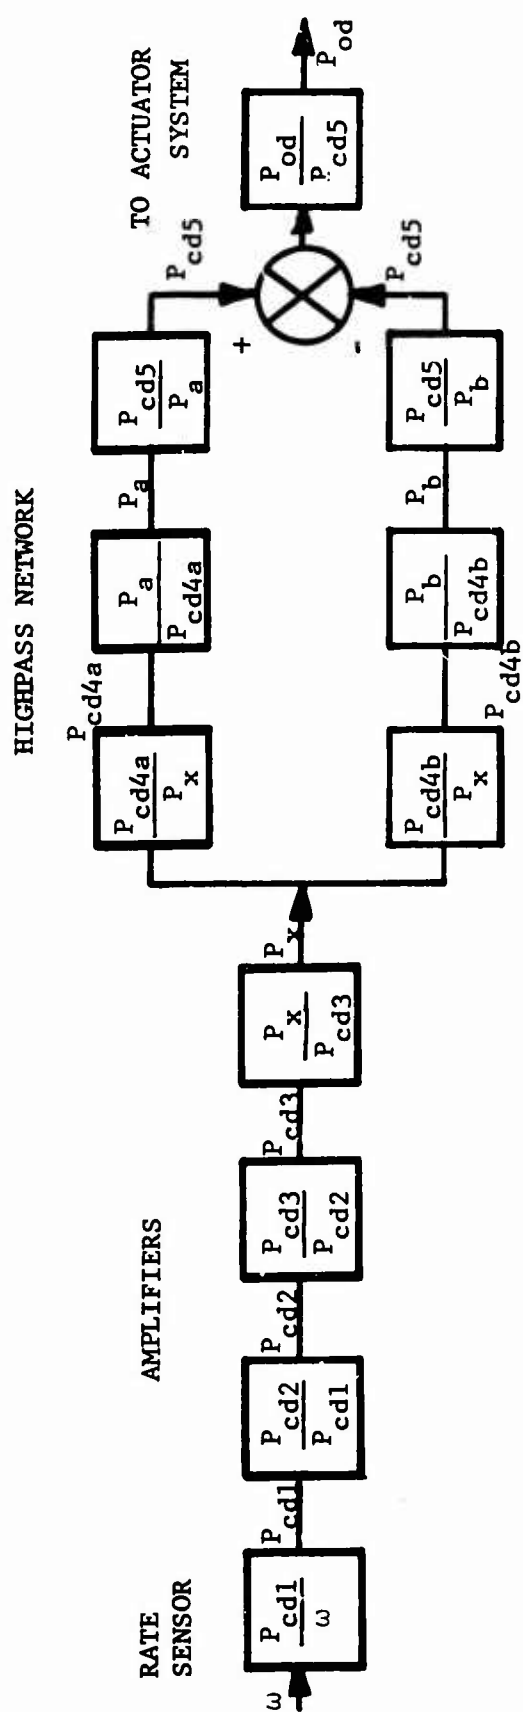 HIGHPASS NETWORK
RATE
SENSOR
AMPLIFIERS
TO ACTUATOR
SYSTEM
ω
P_cd1
ω
P_cd1
P_cd2
P_cd1
P_cd2
P_cd3
P_cd2
P_cd3
P_x
P_cd3
P_x
P_cd4a
P_x
P_cd4a
P_a
P_cd4a
P_a
P_cd5
P_a
P_cd5
+
P_cd4b
P_x
P_cd4b
P_b
P_cd4b
P_b
P_cd5
P_b
P_cd5
-
P_od
P_cd5
P_od